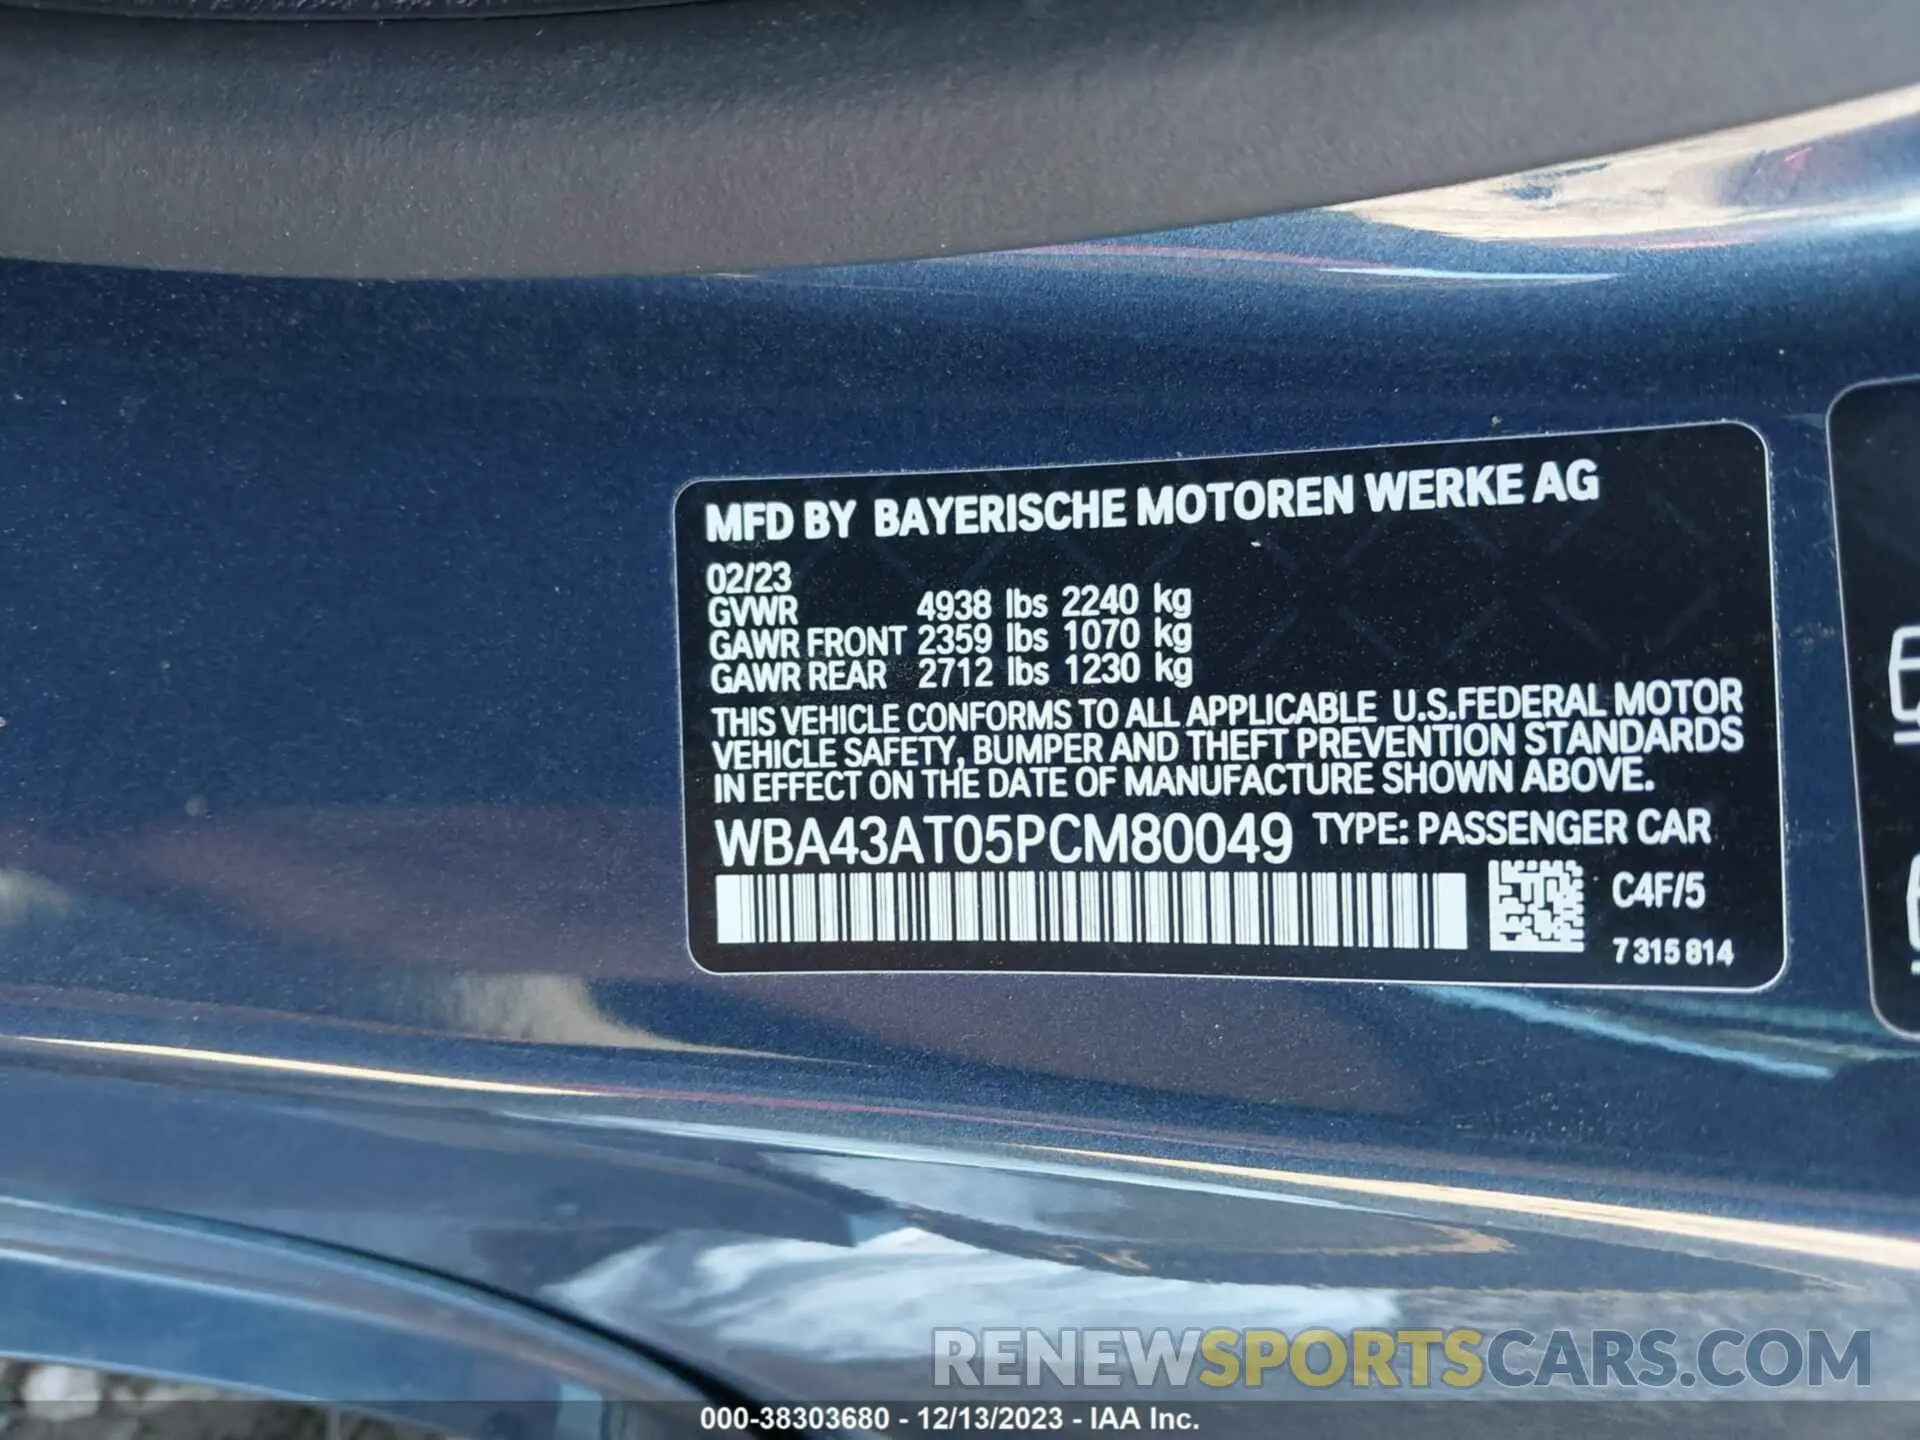 MFD BY BAYERISCHE MOTOREN WERKE AG
02/23
GVWR 4938 lbs 2240 kg
GAWR FRONT 2359 lbs 1070 kg
GAWR REAR 2712 lbs 1230 kg
THIS VEHICLE CONFORMS TO ALL APPLICABLE U.S.FEDERAL MOTOR
VEHICLE SAFETY, BUMPER AND THEFT PREVENTION STANDARDS
IN EFFECT ON THE DATE OF MANUFACTURE SHOWN ABOVE.
WBA43AT05PCM80049 TYPE: PASSENGER CAR
C4F/5
7 315 814
RENEWSPORTSCARS.COM
000-38303680 - 12/13/2023 - IAA Inc.